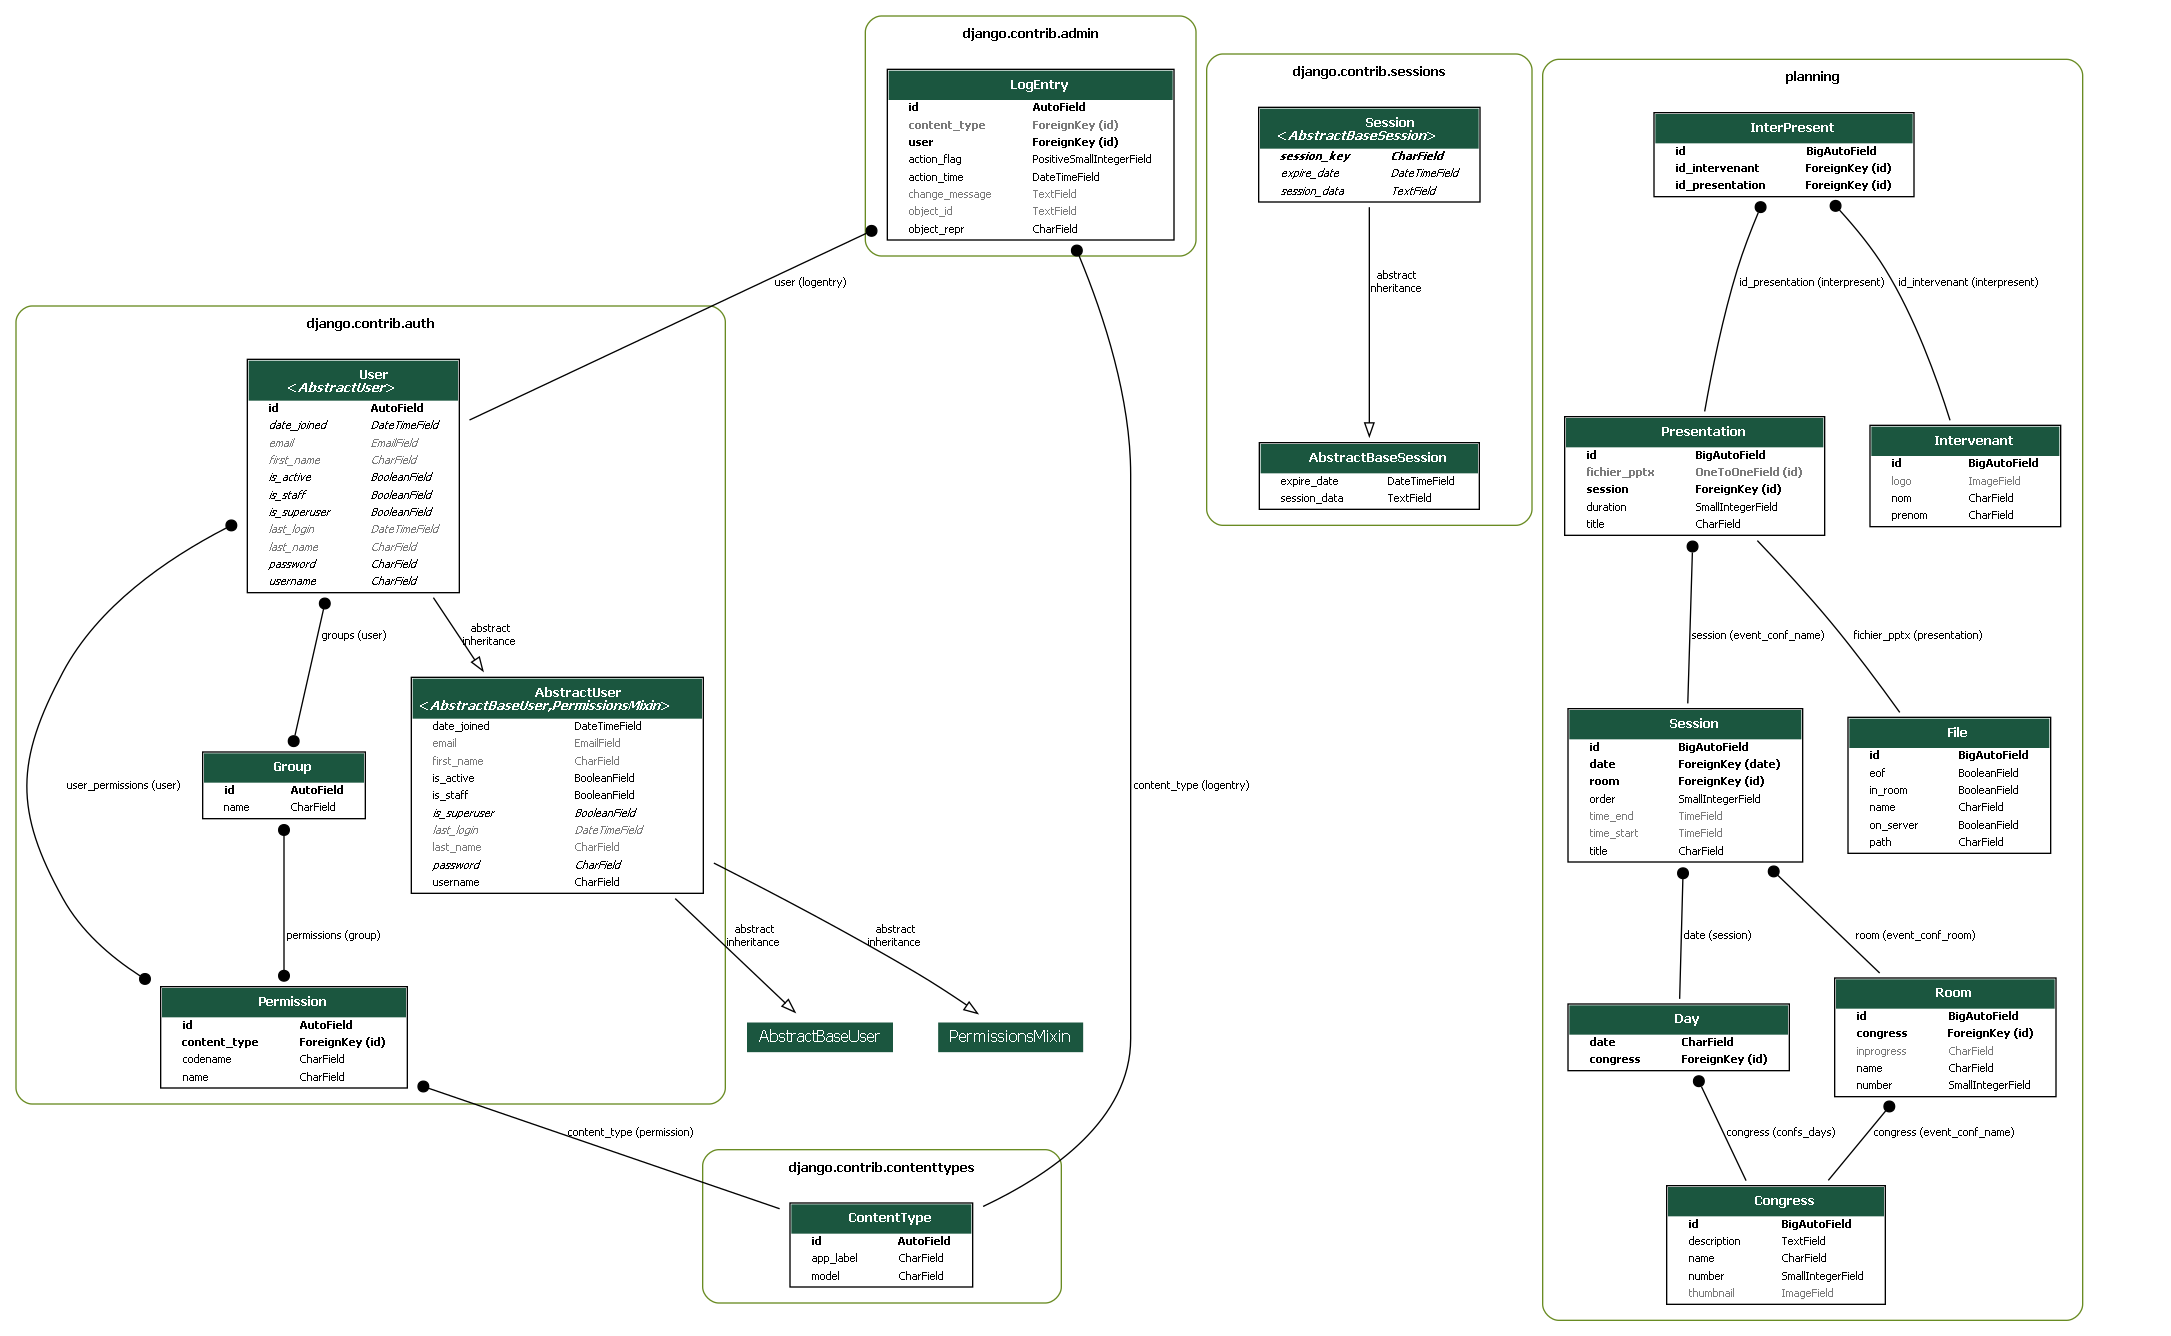 django.contrib.admin
LogEntry
id AutoField
content_type ForeignKey (id)
user ForeignKey (id)
action_flag PositiveSmallIntegerField
action_time DateTimeField
change_message TextField
object_id TextField
object_repr CharField
user (logentry)
content_type (logentry)
django.contrib.auth
User
<AbstractUser>
id AutoField
date_joined DateTimeField
email EmailField
first_name CharField
is_active BooleanField
is_staff BooleanField
is_superuser BooleanField
last_login DateTimeField
last_name CharField
password CharField
username CharField
groups (user)
abstract
inheritance
user_permissions (user)
AbstractUser
<AbstractBaseUser,PermissionsMixin>
date_joined DateTimeField
email EmailField
first_name CharField
is_active BooleanField
is_staff BooleanField
is_superuser BooleanField
last_login DateTimeField
last_name CharField
password CharField
username CharField
Group
id AutoField
name CharField
permissions (group)
abstract
inheritance
abstract
inheritance
AbstractBaseUser
PermissionsMixin
Permission
id AutoField
content_type ForeignKey (id)
codename CharField
name CharField
content_type (permission)
django.contrib.contenttypes
ContentType
id AutoField
app_label CharField
model CharField
django.contrib.sessions
Session
<AbstractBaseSession>
session_key CharField
expire_date DateTimeField
session_data TextField
abstract
nheritance
AbstractBaseSession
expire_date DateTimeField
session_data TextField
planning
InterPresent
id BigAutoField
id_intervenant ForeignKey (id)
id_presentation ForeignKey (id)
id_presentation (interpresent)
id_intervenant (interpresent)
Presentation
id BigAutoField
fichier_pptx OneToOneField (id)
session ForeignKey (id)
duration SmallIntegerField
title CharField
Intervenant
id BigAutoField
logo ImageField
nom CharField
prenom CharField
session (event_conf_name)
fichier_pptx (presentation)
Session
id BigAutoField
date ForeignKey (date)
room ForeignKey (id)
order SmallIntegerField
time_end TimeField
time_start TimeField
title CharField
File
id BigAutoField
eof BooleanField
in_room BooleanField
name CharField
on_server BooleanField
path CharField
date (session)
room (event_conf_room)
Day
date CharField
congress ForeignKey (id)
Room
id BigAutoField
congress ForeignKey (id)
inprogress CharField
name CharField
number SmallIntegerField
congress (confs_days)
congress (event_conf_name)
Congress
id BigAutoField
description TextField
name CharField
number SmallIntegerField
thumbnail ImageField